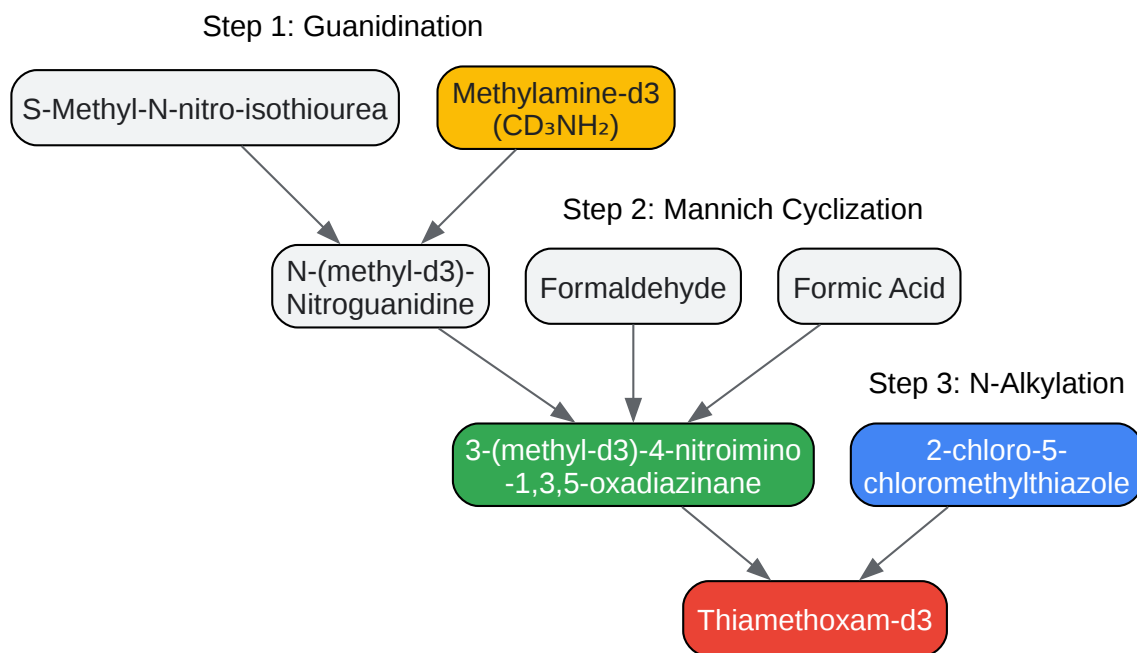 Step 1: Guanidination
S-Methyl-N-nitro-isothiourea
Methylamine-d3
(CD₃NH₂)
Step 2: Mannich Cyclization
N-(methyl-d3)-
Nitroguanidine
Formaldehyde
Formic Acid
Step 3: N-Alkylation
3-(methyl-d3)-4-nitroimino
-1,3,5-oxadiazinane
2-chloro-5-
chloromethylthiazole
Thiamethoxam-d3